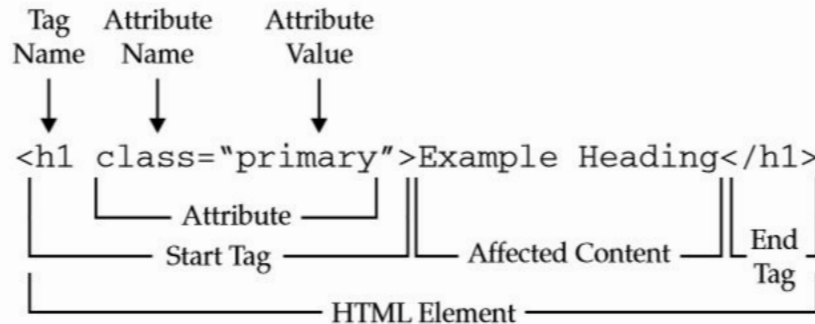 Tag Attribute Attribute
Name Name Value
<h1 class=“primary”>Example Heading</h1>
Attribute
Start Tag Affected Content End
Tag
HTML Element